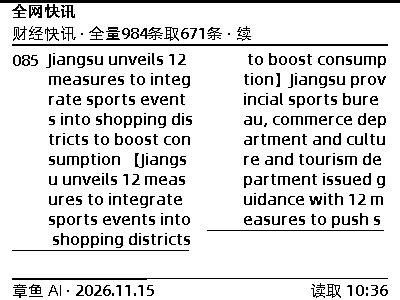 全网快讯
财经快讯 · 全量984条取671条 · 续
085 Jiangsu unveils 12
measures to integ
rate sports event
s into shopping dis
tricts to boost con
sumption 【Jiangs
u unveils 12 meas
ures to integrate
sports events into
shopping districts
to boost consump
tion】Jiangsu prov
incial sports bure
au, commerce dep
artment and cultu
re and tourism de
partment issued g
uidance with 12 m
easures to push s
章鱼 AI · 2026.11.15
读取 10:36